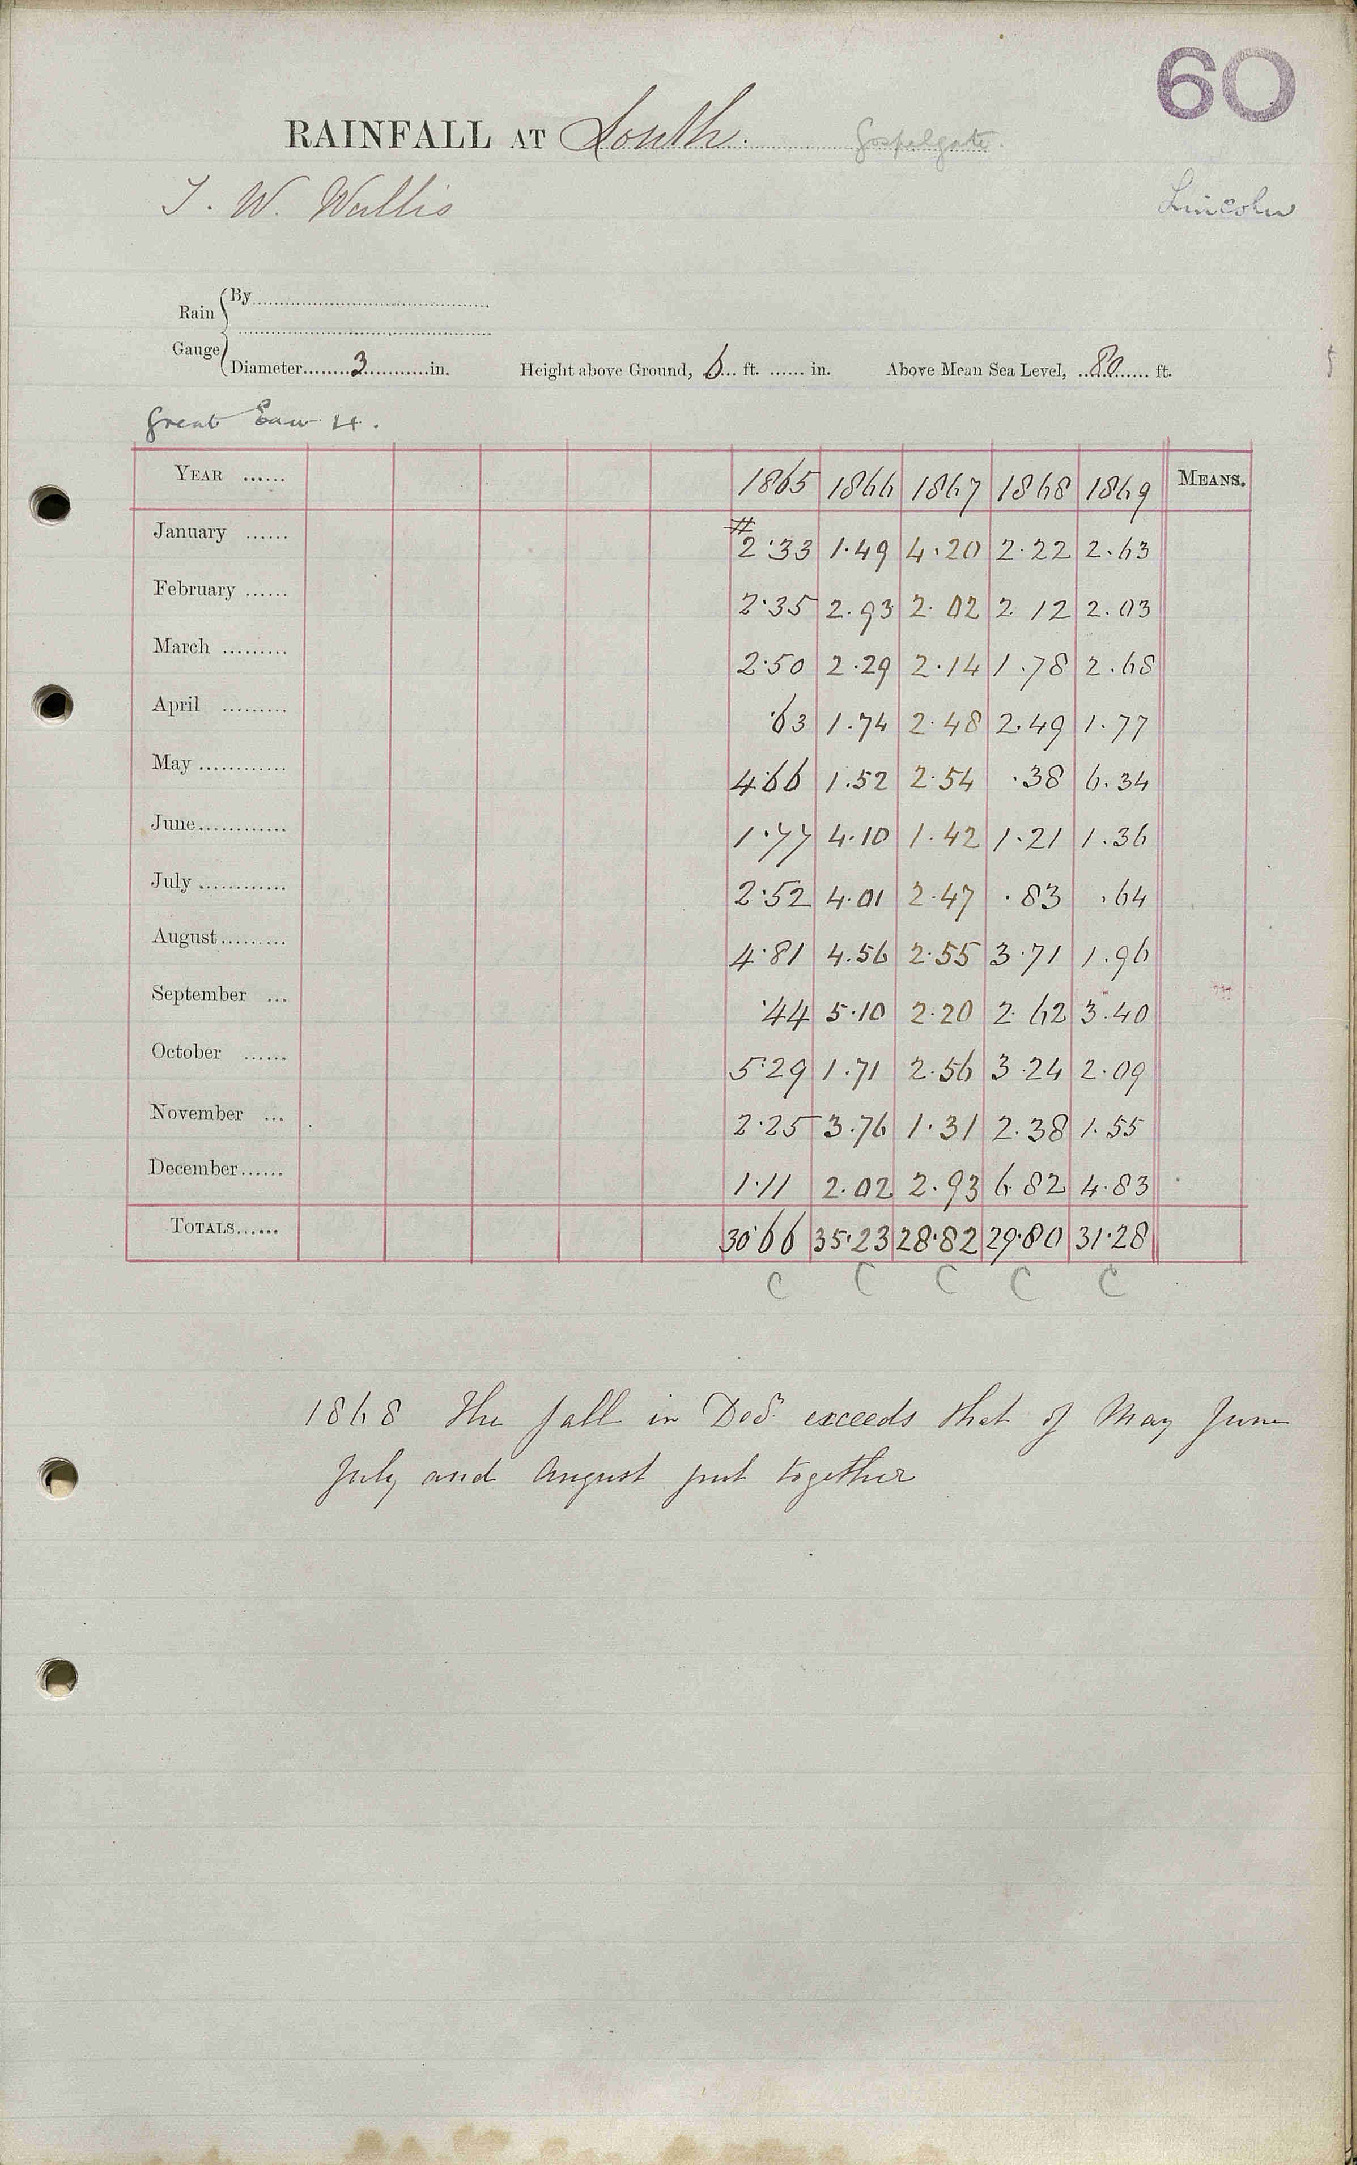 60
RAINFALL AT Louth. Gospelgate.
T. W. Wallis Lincoln
Rain Gauge { By
Diameter 3 in. Height above Ground, 6 ft. in. Above Mean Sea Level, 80 ft.
Great Eau 4.
YEAR 1865 1866 1867 1868 1869 MEANS.
January 2·33 1·49 4·20 2·22 2·63
February 2·35 2·93 2·02 2 12 2·03
March 2·50 2·29 2·14 1·78 2·68
April ·63 1·74 2·48 2·49 1·77
May 4·66 1·52 2·54 ·38 6·34
June 1·77 4·10 1·42 1·21 1·36
July 2·52 4·01 2·47 ·83 ·64
August 4·81 4·56 2·55 3·71 1·96
September ·44 5·10 2·20 2·62 3·40
October 5·29 1·71 2·56 3·24 2·09
November 2·25 3·76 1·31 2·38 1·55
December 1·11 2·02 2·93 6·82 4·83
TOTALS 30·66 35·23 28·82 29·80 31·28
C C C C C
1868 The fall in Decr exceeds that of May June
July and August put together